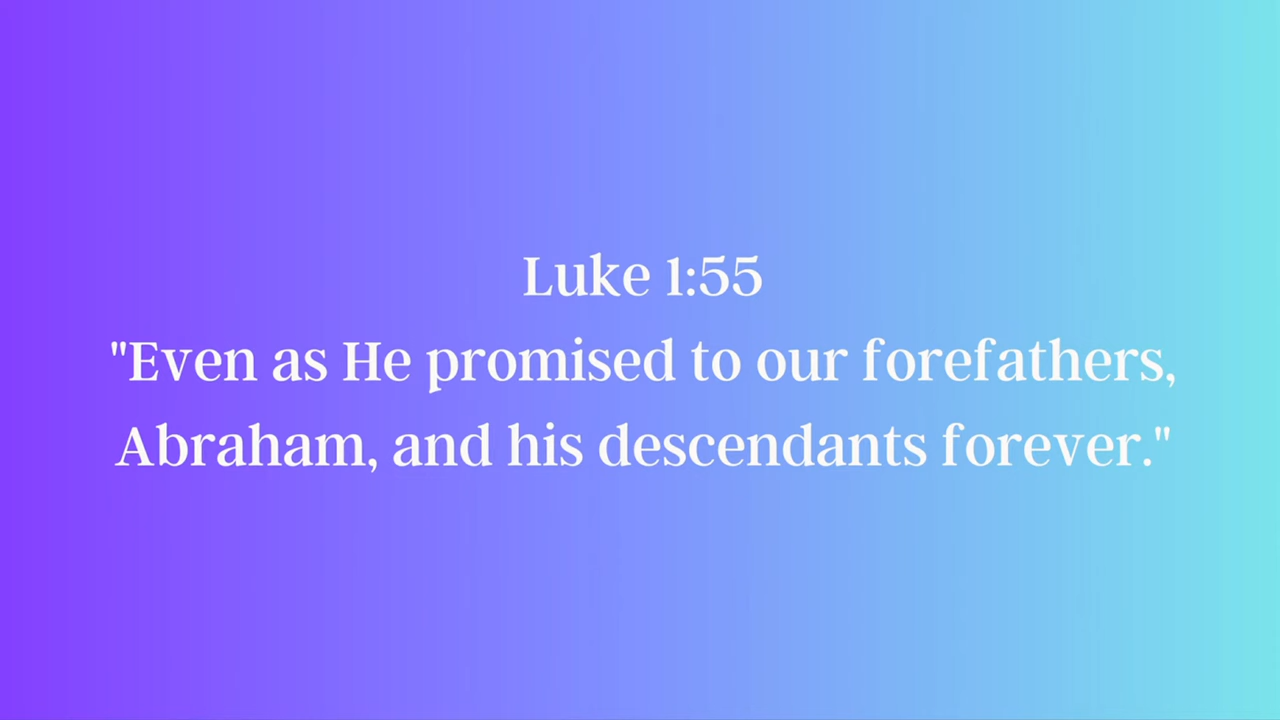 Luke 1:55
"Even as He promised to our forefathers,
Abraham, and his descendants forever."